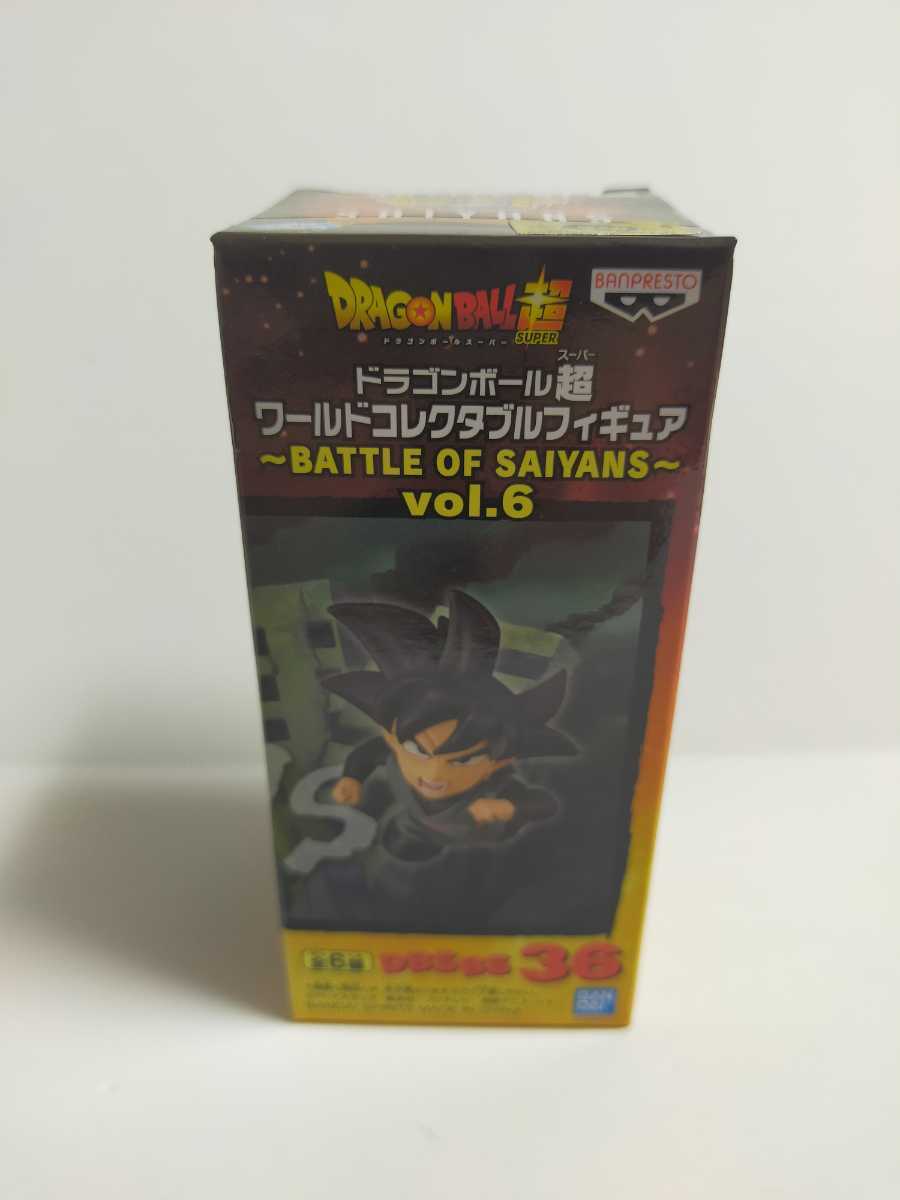 SAIYANS
DRAGON BALL超
SUPER
ドラゴンボールスーパー
BANPRESTO
スーパー
ドラゴンボール超
ワールドコレクタブルフィギュア
～BATTLE OF SAIYANS～
vol.6
S
全6種
36
BANDAI